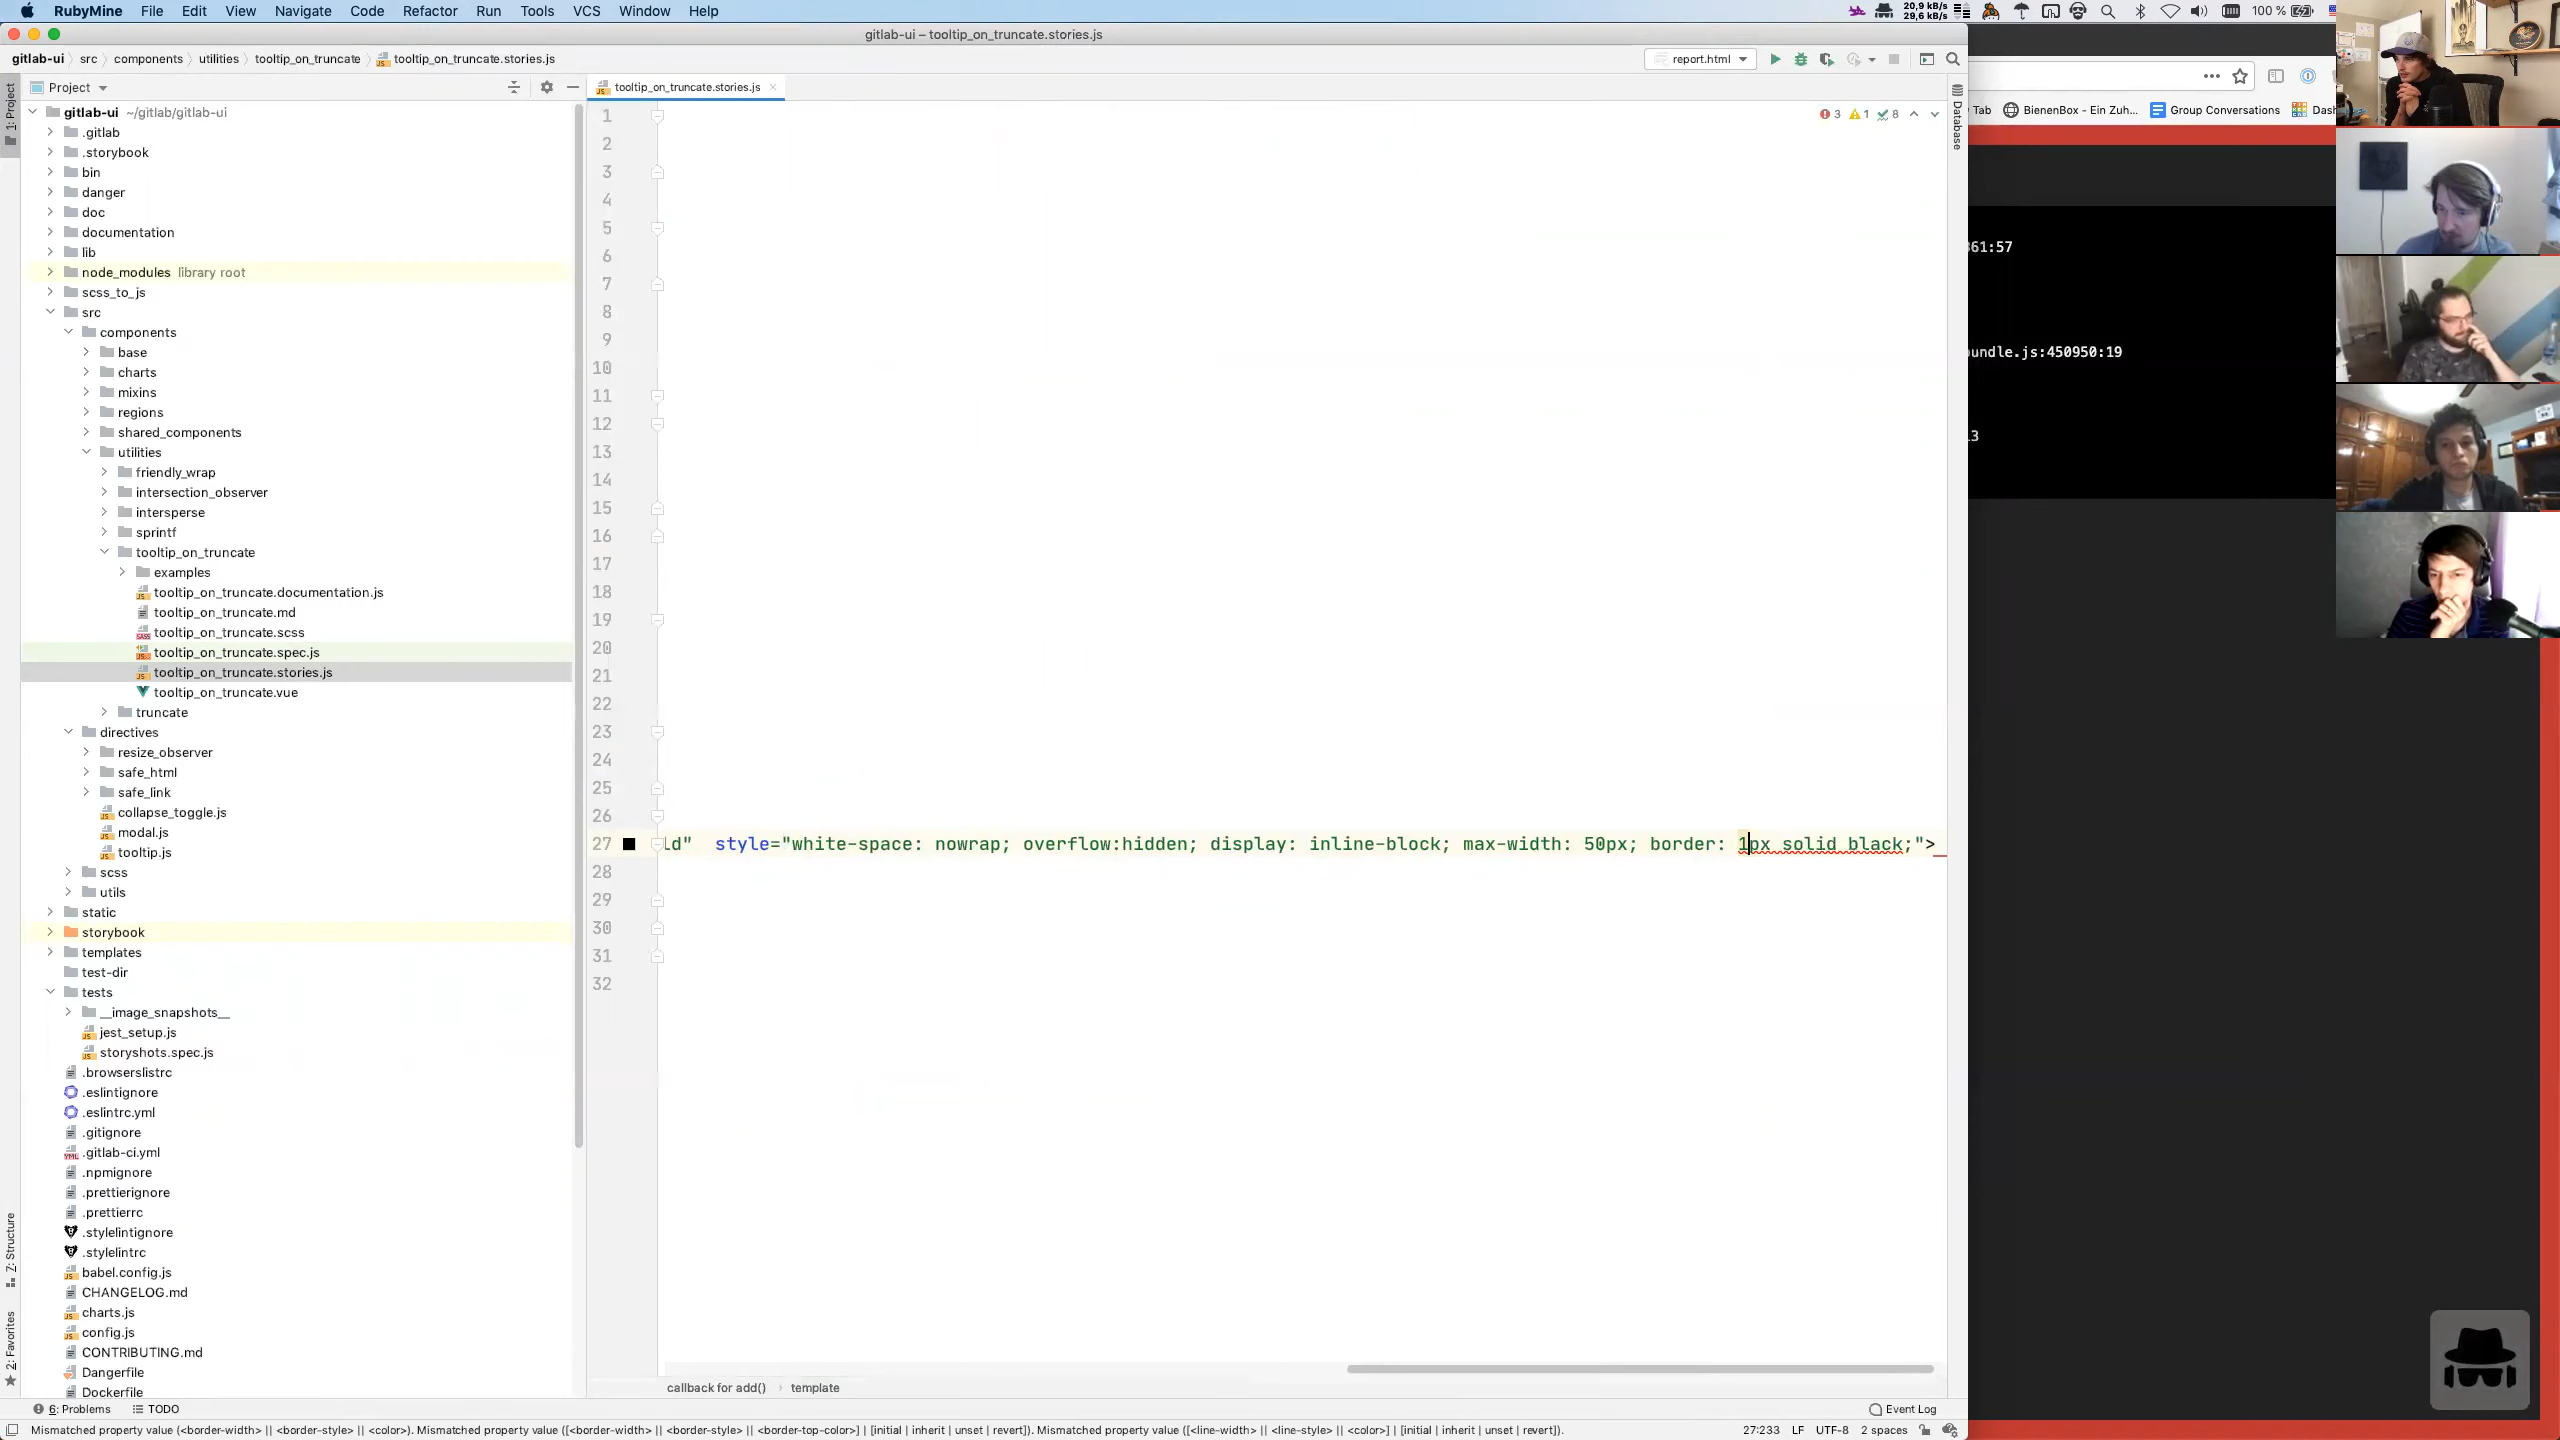 RubyMine File Edit View Navigate Code Refactor Run Tools VCS Window Help
20,9 kB/s
29,6 kB/s
100 %
gitlab-ui – tooltip_on_truncate.stories.js
gitlab-ui src components utilities tooltip_on_truncate tooltip_on_truncate.stories.js
report.html
Project
tooltip_on_truncate.stories.js
1: Project
Database
3 1 8
Tab BienenBox - Ein Zuh... Group Conversations
gitlab-ui ~/gitlab/gitlab-ui
.gitlab
.storybook
bin
danger
doc
documentation
lib
node_modules library root
scss_to_js
src
components
base
charts
mixins
regions
shared_components
utilities
friendly_wrap
intersection_observer
intersperse
sprintf
tooltip_on_truncate
examples
tooltip_on_truncate.documentation.js
tooltip_on_truncate.md
tooltip_on_truncate.scss
tooltip_on_truncate.spec.js
tooltip_on_truncate.stories.js
tooltip_on_truncate.vue
truncate
directives
resize_observer
safe_html
safe_link
collapse_toggle.js
modal.js
tooltip.js
scss
utils
static
storybook
templates
test-dir
tests
__image_snapshots__
jest_setup.js
storyshots.spec.js
.browserslistrc
.eslintignore
.eslintrc.yml
.gitignore
.gitlab-ci.yml
.npmignore
.prettierignore
.prettierrc
.stylelintignore
.stylelintrc
babel.config.js
CHANGELOG.md
charts.js
config.js
CONTRIBUTING.md
Dangerfile
Dockerfile
Z: Structure
2: Favorites
1
2
3
4
5
6
7
8
9
10
11
12
13
14
15
16
17
18
19
20
21
22
23
24
25
26
27 ld" style="white-space: nowrap; overflow:hidden; display: inline-block; max-width: 50px; border: 1px solid black;">
28
29
30
31
32
361:57
bundle.js:450950:19
13
callback for add() template
6: Problems TODO
Event Log
Mismatched property value (<border-width> || <border-style> || <color>). Mismatched property value ([<border-width> || <border-style> || <border-top-color>] | [initial | inherit | unset | revert]). Mismatched property value ([<line-width> || <line-style> || <color>] | [initial | inherit | unset | revert]).
27:233 LF UTF-8 2 spaces